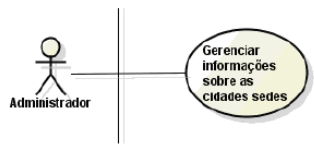 Gerenciar
informações
sobre as
cidades sedes
Administrador